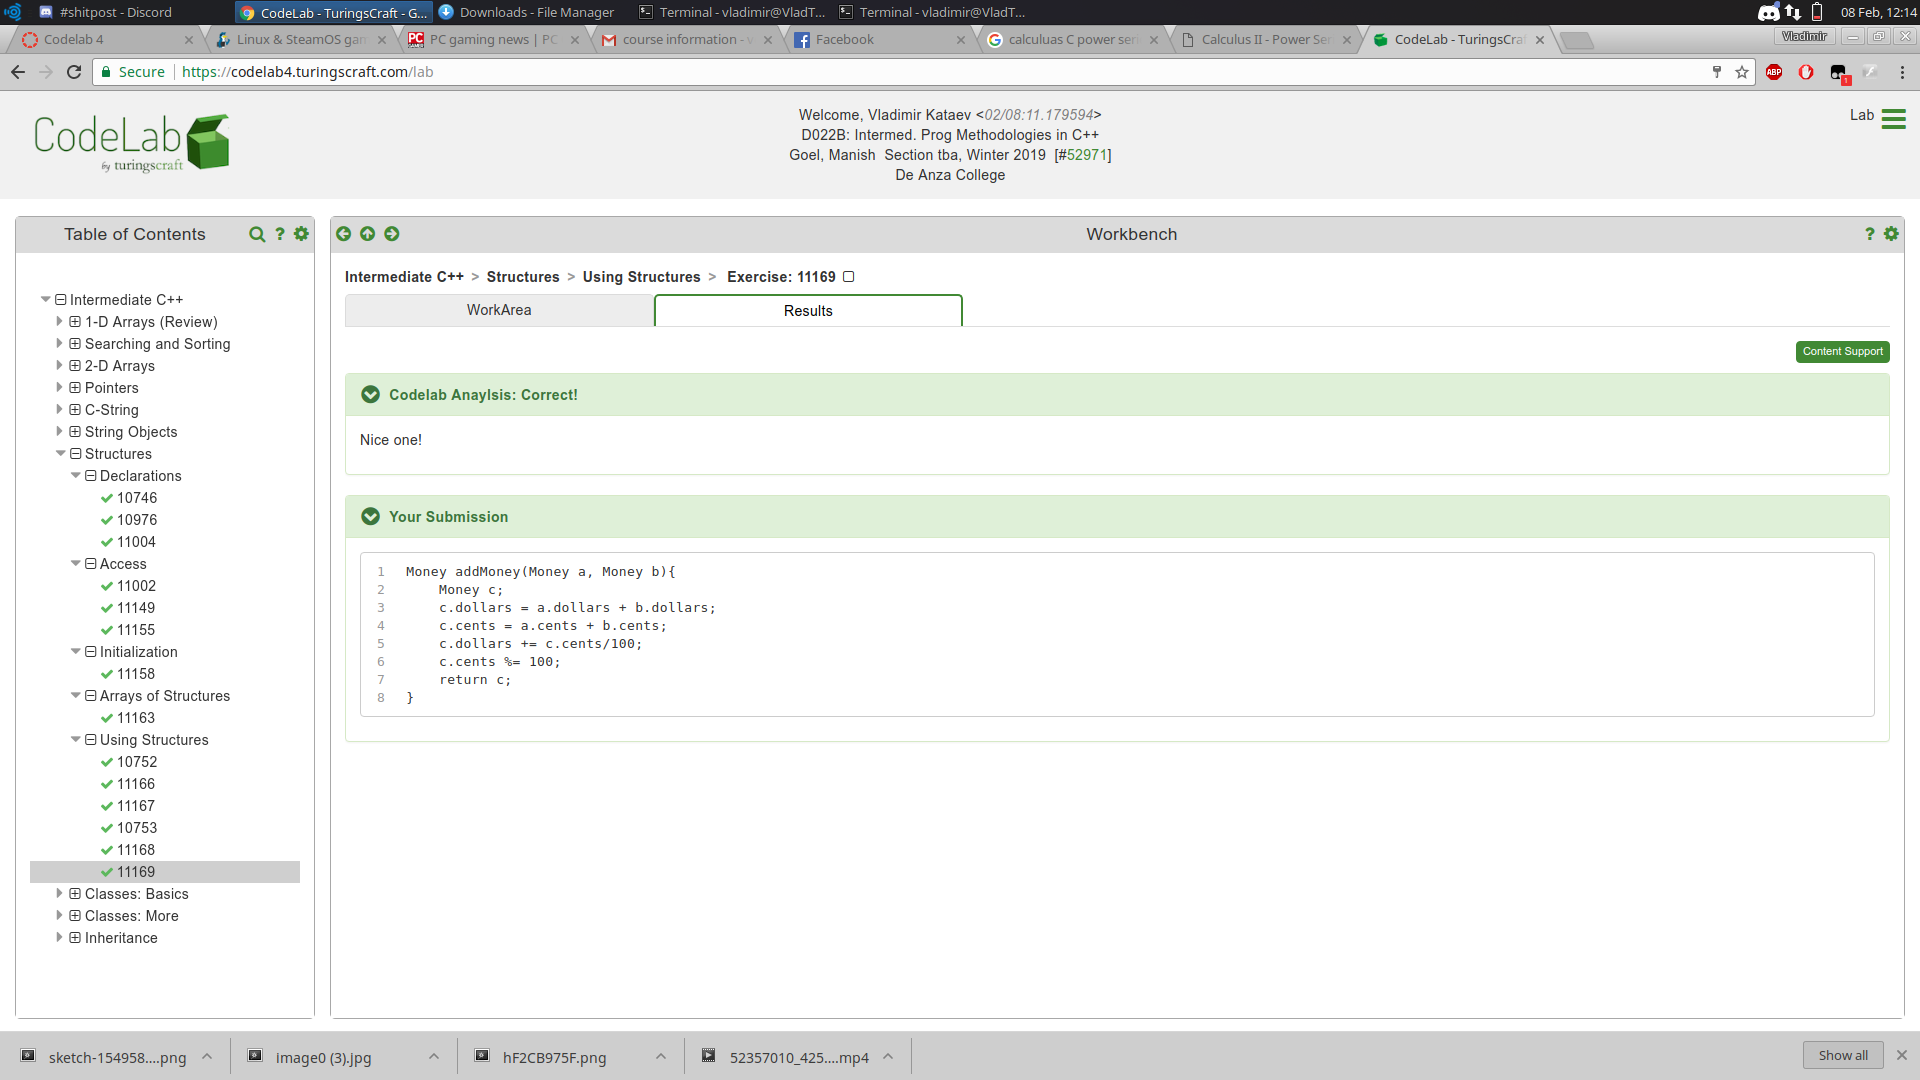 #shitpost - Discord
CodeLab - TuringsCraft - G...
Downloads - File Manager
Terminal - vladimir@VladT...
Terminal - vladimir@VladT...
08 Feb, 12:14
Codelab 4
Linux & SteamOS gam
PC gaming news | PC
course information - v
Facebook
calculuas C power seri
Calculus II - Power Ser
CodeLab - TuringsCraf
Vladimir
Secure
https://codelab4.turingscraft.com/lab
ABP
1
CodeLab
by turingscraft
Welcome, Vladimir Kataev <02/08:11.179594>
D022B: Intermed. Prog Methodologies in C++
Goel, Manish Section tba, Winter 2019 [#52971]
De Anza College
Lab
Table of Contents
?
Intermediate C++
1-D Arrays (Review)
Searching and Sorting
2-D Arrays
Pointers
C-String
String Objects
Structures
Declarations
10746
10976
11004
Access
11002
11149
11155
Initialization
11158
Arrays of Structures
11163
Using Structures
10752
11166
11167
10753
11168
11169
Classes: Basics
Classes: More
Inheritance
Workbench
?
Intermediate C++ > Structures > Using Structures > Exercise: 11169
WorkArea
Results
Content Support
Codelab Anaylsis: Correct!
Nice one!
Your Submission
1 Money addMoney(Money a, Money b){
2 Money c;
3 c.dollars = a.dollars + b.dollars;
4 c.cents = a.cents + b.cents;
5 c.dollars += c.cents/100;
6 c.cents %= 100;
7 return c;
8 }
sketch-154958....png
image0 (3).jpg
hF2CB975F.png
52357010_425....mp4
Show all